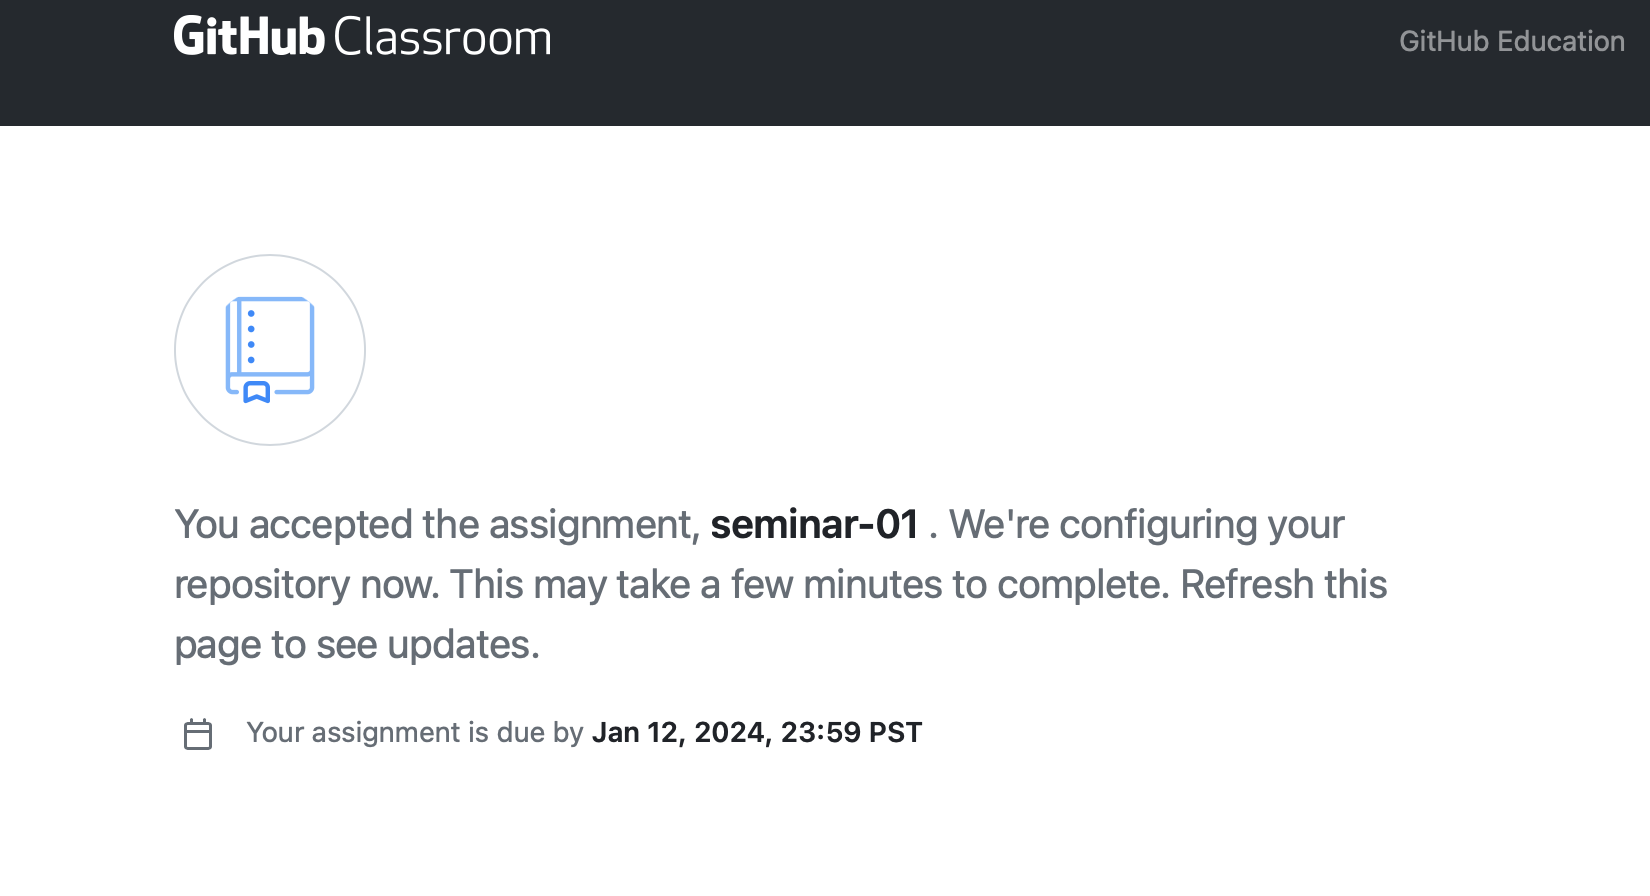 GitHub Classroom
GitHub Education
You accepted the assignment, seminar-01 . We're configuring your
repository now. This may take a few minutes to complete. Refresh this
page to see updates.
Your assignment is due by Jan 12, 2024, 23:59 PST